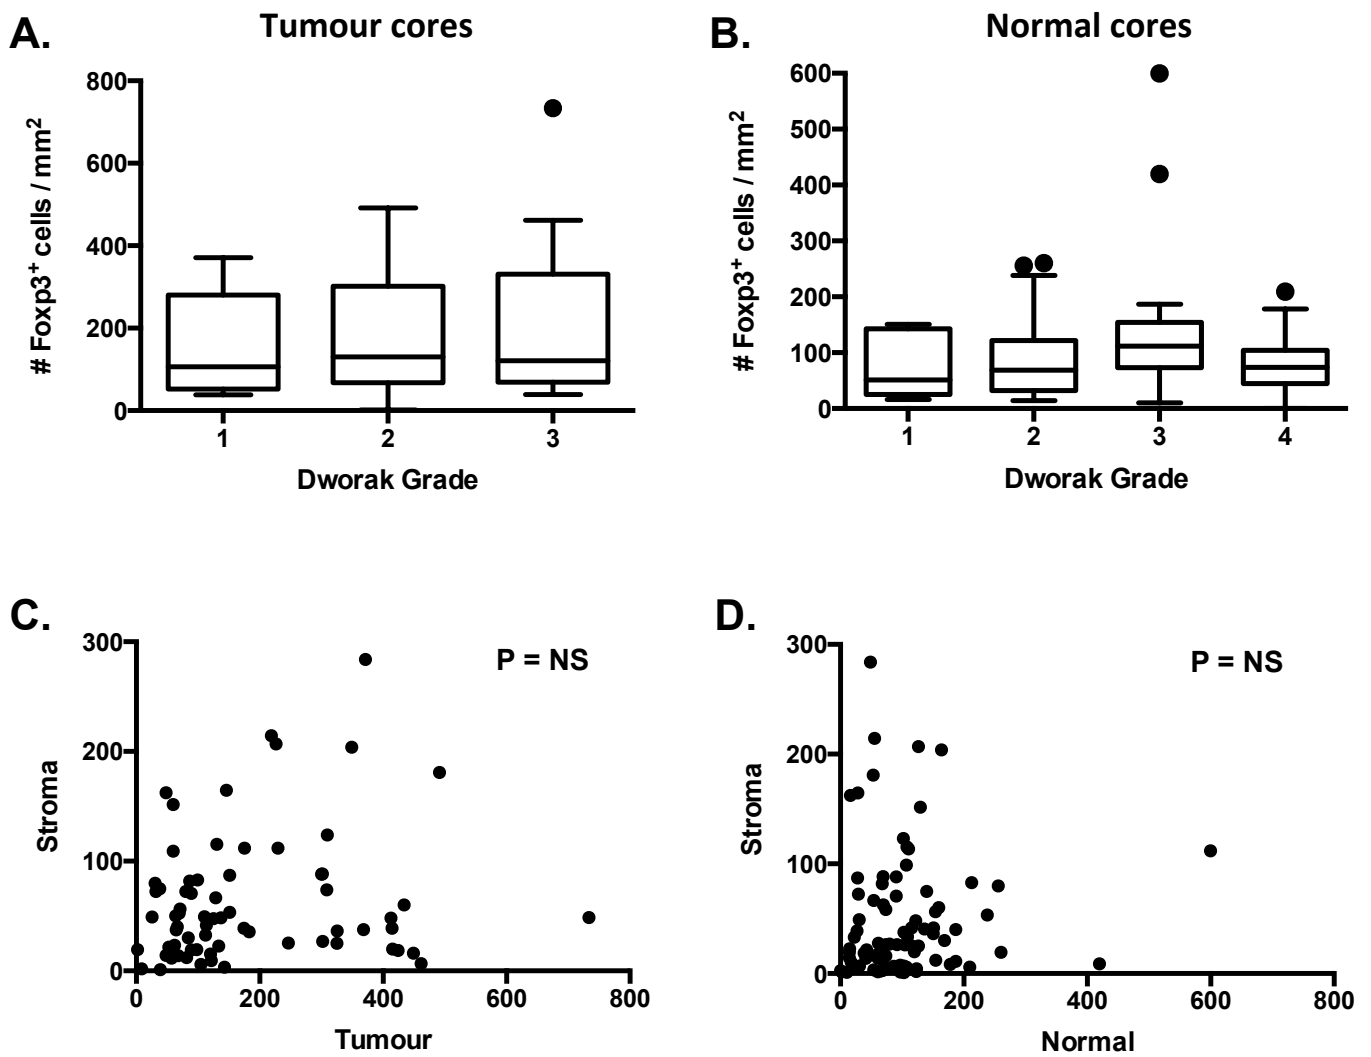 A.
Tumour cores
# Foxp3+ cells / mm2
800
600
400
200
0
1 2 3
Dworak Grade
B.
Normal cores
# Foxp3+ cells / mm2
600
500
400
300
200
100
0
1 2 3 4
Dworak Grade
C.
P = NS
Stroma
300
200
100
0
0 200 400 600 800
Tumour
D.
P = NS
Stroma
300
200
100
0
0 200 400 600 800
Normal